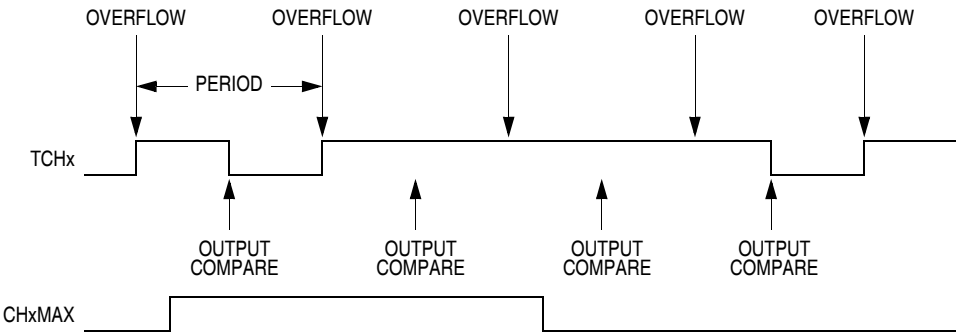 OVERFLOW OVERFLOW OVERFLOW OVERFLOW OVERFLOW
PERIOD
TCHx
OUTPUT COMPARE
OUTPUT COMPARE
OUTPUT COMPARE
OUTPUT COMPARE
CHxMAX